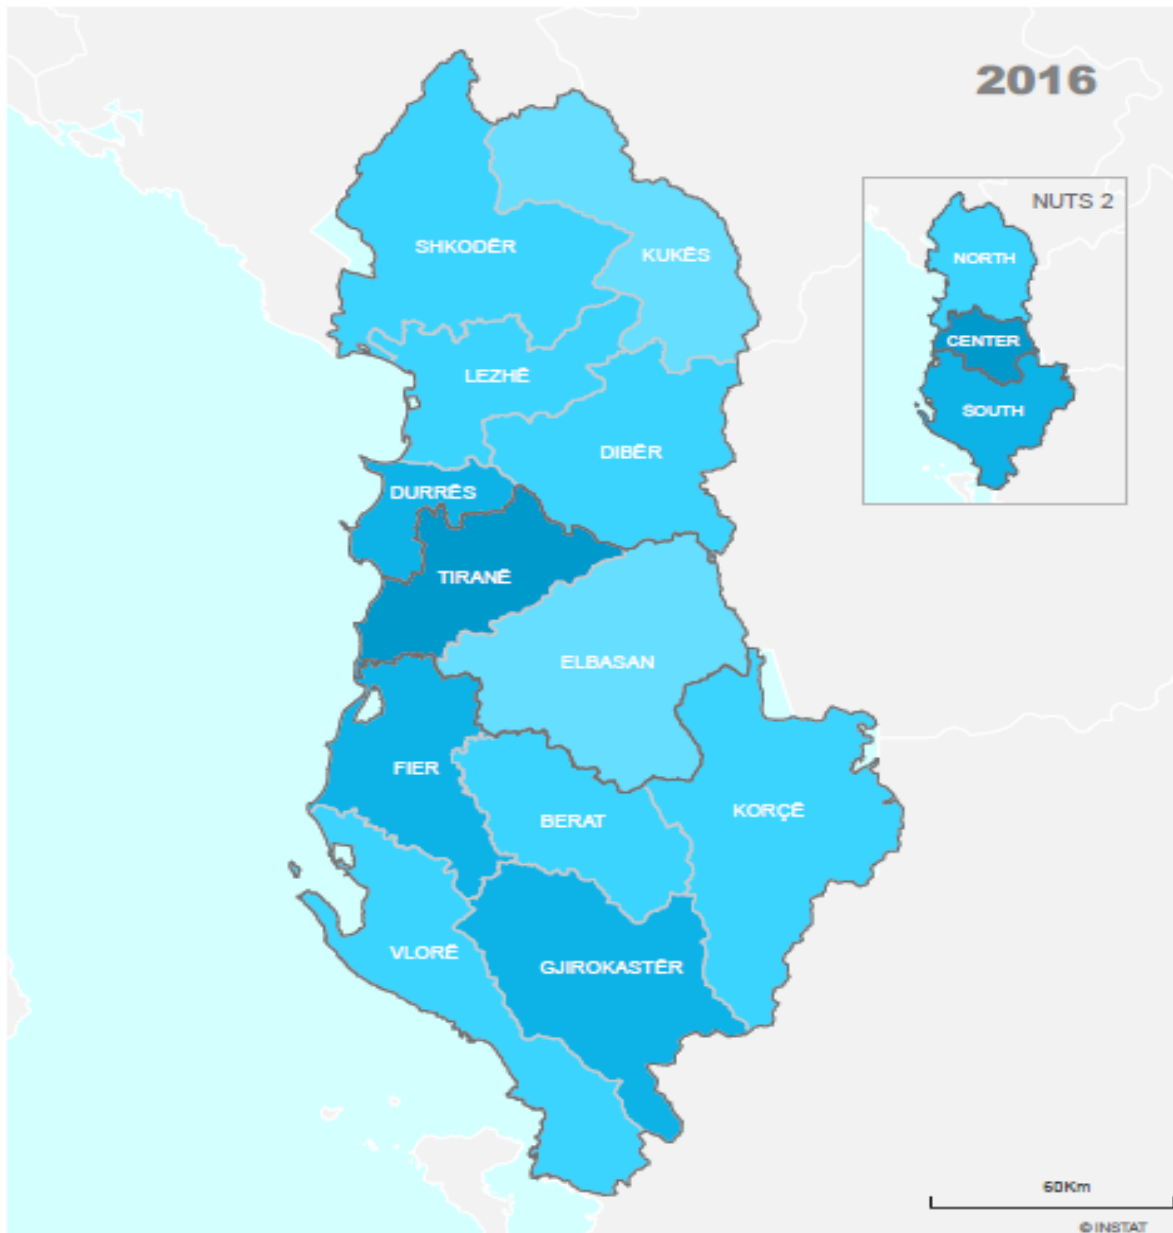 2016
NUTS 2
SHKODËR
KUKËS
NORTH
CENTER
LEZHË
SOUTH
DIBËR
DURRËS
TIRANË
ELBASAN
FIER
BERAT
KORÇË
VLORË
GJIROKASTËR
60Km
© INSTAT